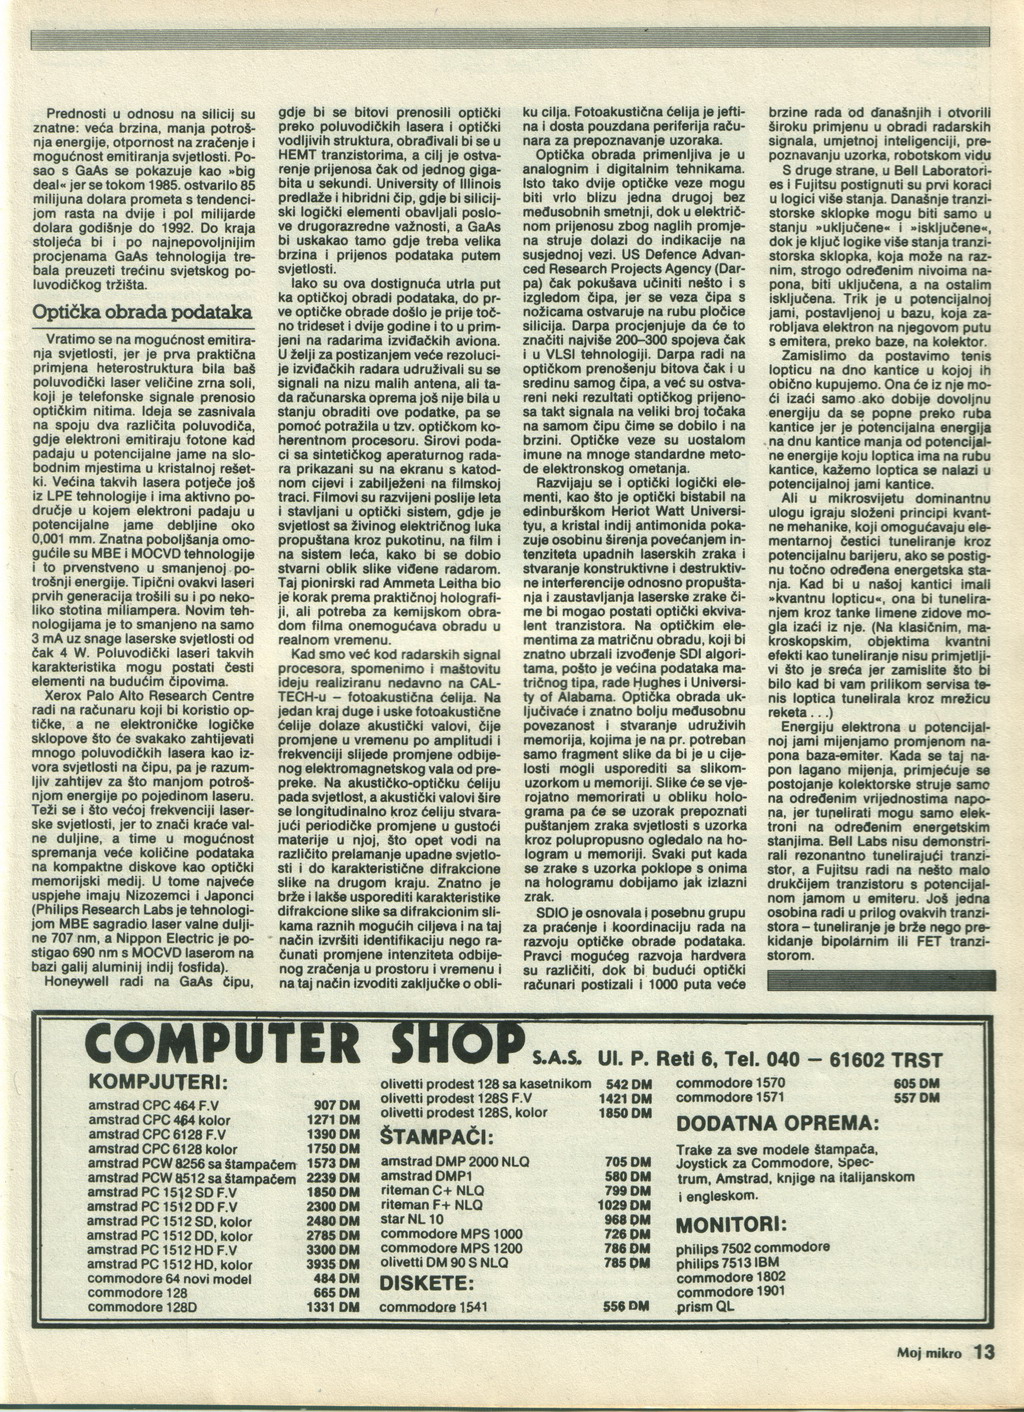 Prednosti u odnosu na silicij su
znatne: veća brzina, manja potroš-
nja energije, otpornost na zračenje i
mogućnost emitiranja svjetlosti. Po-
sao s GaAs se pokazuje kao »big
deal« jer se tokom 1985. ostvarilo 85
milijuna dolara prometa s tendenci-
jom rasta na dvije i pol milijarde
dolara godišnje do 1992. Do kraja
stoljeća bi i po najnepovoljnijim
procjenama GaAs tehnologija tre-
bala preuzeti trećinu svjetskog po-
luvodičkog tržišta.
Optička obrada podataka
Vratimo se na mogućnost emitira-
nja svjetlosti, jer je prva praktična
primjena heterostruktura bila baš
poluvodički laser veličine zrna soli,
koji je telefonske signale prenosio
optičkim nitima. Ideja se zasnivala
na spoju dva različita poluvodiča,
gdje elektroni emitiraju fotone kad
padaju u potencijalne jame na slo-
bodnim mjestima u kristalnoj rešet-
ki. Većina takvih lasera potječe još
iz LPE tehnologije i ima aktivno po-
dručje u kojem elektroni padaju u
potencijalne jame debljine oko
0,001 mm. Znatna poboljšanja omo-
gućile su MBE i MOCVD tehnologije
i to prvenstveno u smanjenoj po-
trošnji energije. Tipični ovakvi laseri
prvih generacija trošili su i po neko-
liko stotina miliampera. Novim teh-
nologijama je to smanjeno na samo
3 mA uz snage laserske svjetlosti od
čak 4 W. Poluvodički laseri takvih
karakteristika mogu postati česti
elementi na budućim čipovima.
Xerox Palo Alto Research Centre
radi na računaru koji bi koristio op-
tičke, a ne elektroničke logičke
sklopove što će svakako zahtijevati
mnogo poluvodičkih lasera kao iz-
vora svjetlosti na čipu, pa je razum-
ljiv zahtijev za što manjom potroš-
njom energije po pojedinom laseru.
Teži se i što većoj frekvenciji laser-
ske svjetlosti, jer to znači kraće val-
ne duljine, a time u mogućnost
spremanja veće količine podataka
na kompaktne diskove kao optički
memorijski medij. U tome najveće
uspjehe imaju Nizozemci i Japonci
(Philips Research Labs je tehnologi-
jom MBE sagradio laser valne dulji-
ne 707 nm, a Nippon Electric je po-
stigao 690 nm s MOCVD laserom na
bazi galij aluminij indij fosfida).
Honeywell radi na GaAs čipu,
gdje bi se bitovi prenosili optički
preko poluvodičkih lasera i optički
vodljivih struktura, obrađivali bi se u
HEMT tranzistorima, a cilj je ostva-
renje prijenosa čak od jednog giga-
bita u sekundi. University of Illinois
predlaže i hibridni čip, gdje bi silicij-
ski logički elementi obavljali poslo-
ve drugorazredne važnosti, a GaAs
bi uskakao tamo gdje treba velika
brzina i prijenos podataka putem
svjetlosti.
Iako su ova dostignuća utrla put
ka optičkoj obradi podataka, do pr-
ve optičke obrade došlo je prije toč-
no trideset i dvije godine i to u prim-
jeni na radarima izviđačkih aviona.
U želji za postizanjem veće rezoluci-
je izviđačkih radara udruživali su se
signali na nizu malih antena, ali ta-
da računarska oprema još nije bila u
stanju obraditi ove podatke, pa se
pomoć potražila u tzv. optičkom ko-
herentnom procesoru. Sirovi poda-
ci sa sintetičkog aperaturnog rada-
ra prikazani su na ekranu s katod-
nom cijevi i zabilježeni na filmskoj
traci. Filmovi su razvijeni poslije leta
i stavljani u optički sistem, gdje je
svjetlost sa živinog električnog luka
propuštana kroz pukotinu, na film i
na sistem leća, kako bi se dobio
stvarni oblik slike viđene radarom.
Taj pionirski rad Ammeta Leitha bio
je korak prema praktičnoj holografi-
ji, ali potreba za kemijskom obra-
dom filma onemogućava obradu u
realnom vremenu.
Kad smo već kod radarskih signal
procesora, spomenimo i maštovitu
ideju realiziranu nedavno na CAL-
TECH-u – fotoakustična ćelija. Na
jedan kraj duge i uske fotoakustične
ćelije dolaze akustički valovi, čije
promjene u vremenu po amplitudi i
frekvenciji slijede promjene odbije-
nog elektromagnetskog vala od pre-
preke. Na akustičko-optičku ćeliju
pada svjetlost, a akustički valovi šire
se longitudinalno kroz ćeliju stvara-
jući periodičke promjene u gustoći
materije u njoj, što opet vodi na
različito prelamanje upadne svjetlo-
sti i do karakteristične difrakcione
slike na drugom kraju. Znatno je
brže i lakše usporediti karakteristike
difrakcione slike sa difrakcionim sli-
kama raznih mogućih ciljeva i na taj
način izvršiti identifikaciju nego ra-
čunati promjene intenziteta odbije-
nog zračenja u prostoru i vremenu i
na taj način izvoditi zaključke o obli-
ku cilja. Fotoakustična ćelija je jefti-
na i dosta pouzdana periferija raču-
nara za prepoznavanje uzoraka.
Optička obrada primenljiva je u
analognim i digitalnim tehnikama.
Isto tako dvije optičke veze mogu
biti vrlo blizu jedna drugoj bez
međusobnih smetnji, dok u električ-
nom prijenosu zbog naglih promje-
na struje dolazi do indikacije na
susjednoj vezi. US Defence Advan-
ced Research Projects Agency (Dar-
pa) čak pokušava učiniti nešto i s
izgledom čipa, jer se veza čipa s
nožicama ostvaruje na rubu pločice
silicija. Darpa procjenjuje da će to
značiti najviše 200–300 spojeva čak
i u VLSI tehnologiji. Darpa radi na
optičkom prenošenju bitova čak i u
sredinu samog čipa, a već su ostva-
reni neki rezultati optičkog prijeno-
sa takt signala na veliki broj točaka
na samom čipu čime se dobilo i na
brzini. Optičke veze su uostalom
imune na mnoge standardne meto-
de elektronskog ometanja.
Razvijaju se i optički logički ele-
menti, kao što je optički bistabil na
edinburškom Heriot Watt Universi-
tyu, a kristal indij antimonida poka-
zuje osobinu širenja povećanjem in-
tenziteta upadnih laserskih zraka i
stvaranje konstruktivne i destruktiv-
ne interferencije odnosno propušta-
nja i zaustavljanja laserske zrake či-
me bi mogao postati optički ekviva-
lent tranzistora. Na optičkim ele-
mentima za matričnu obradu, koji bi
znatno ubrzali izvođenje SDI algori-
tama, pošto je većina podataka ma-
tričnog tipa, rade Hughes i Universi-
ty of Alabama. Optička obrada uk-
ljučivaće i znatno bolju međusobnu
povezanost i stvaranje udruživih
memorija, kojima je na pr. potreban
samo fragment slike da bi je u cije-
losti mogli usporediti sa slikom-
uzorkom u memoriji. Slike će se vje-
rojatno memorirati u obliku holo-
grama pa će se uzorak prepoznati
puštanjem zraka svjetlosti s uzorka
kroz polupropusno ogledalo na ho-
logram u memoriji. Svaki put kada
se zrake s uzorka poklope s onima
na hologramu dobijamo jak izlazni
zrak.
SDIO je osnovala i posebnu grupu
za praćenje i koordinaciju rada na
razvoju optičke obrade podataka.
Pravci mogućeg razvoja hardvera
su različiti, dok bi budući optički
računari postizali i 1000 puta veće
brzine rada od današnjih i otvorili
široku primjenu u obradi radarskih
signala, umjetnoj inteligenciji, pre-
poznavanju uzorka, robotskom vidu
S druge strane, u Bell Laboratori-
es i Fujitsu postignuti su prvi koraci
u logici više stanja. Današnje tranzi-
storske sklopke mogu biti samo u
stanju »uključene« i »isključene«,
dok je ključ logike više stanja tranzi-
storska sklopka, koja može na raz-
nim, strogo određenim nivoima na-
pona, biti uključena, a na ostalim
isključena. Trik je u potencijalnoj
jami, postavljenoj u bazu, koja za-
robljava elektron na njegovom putu
s emitera, preko baze, na kolektor.
Zamislimo da postavimo tenis
lopticu na dno kantice u kojoj ih
obično kupujemo. Ona će iz nje mo-
ći izaći samo ako dobije dovoljnu
energiju da se popne preko ruba
kantice jer je potencijalna energija
na dnu kantice manja od potencijal-
ne energije koju loptica ima na rubu
kantice, kažemo loptica se nalazi u
potencijalnoj jami kantice.
Ali u mikrosvijetu dominantnu
ulogu igraju složeni principi kvant-
ne mehanike, koji omogućavaju ele-
mentarnoj čestici tuneliranje kroz
potencijalnu barijeru, ako se postig-
nu točno određena energetska sta-
nja. Kad bi u našoj kantici imali
»kvantnu lopticu«, ona bi tunelira-
njem kroz tanke limene zidove mo-
gla izaći iz nje. (Na klasičnim, ma-
kroskopskim, objektima kvantni
efekti kao tuneliranje nisu primjetlji-
vi što je sreća jer zamislite što bi
bilo kad bi vam prilikom servisa te-
nis loptica tunelirala kroz mrežicu
reketa . . .)
Energiju elektrona u potencijal-
noj jami mijenjamo promjenom na-
pona baza-emiter. Kada se taj na-
pon lagano mijenja, primjećuje se
postojanje kolektorske struje samo
na određenim vrijednostima napo-
na, jer tunelirati mogu samo elek-
troni na određenim energetskim
stanjima. Bell Labs nisu demonstri-
rali rezonantno tunelirajući tranzi-
stor, a Fujitsu radi na nešto malo
drukčijem tranzistoru s potencijal-
nom jamom u emiteru. Još jedna
osobina radi u prilog ovakvih tranzi-
stora – tuneliranje je brže nego pre-
kidanje bipolarnim ili FET tranzi-
storom.
COMPUTER SHOP S.A.S. Ul. P. Reti 6, Tel. 040 – 61602 TRST
KOMPJUTERI:
amstrad CPC 464 F.V 907 DM
amstrad CPC 464 kolor 1271 DM
amstrad CPC 6128 F.V 1390 DM
amstrad CPC 6128 kolor 1750 DM
amstrad PCW 8256 sa štampačem 1573 DM
amstrad PCW 8512 sa štampačem 2239 DM
amstrad PC 1512 SD F.V 1850 DM
amstrad PC 1512 DD F.V 2300 DM
amstrad PC 1512 SD, kolor 2480 DM
amstrad PC 1512 DD, kolor 2785 DM
amstrad PC 1512 HD F.V 3300 DM
amstrad PC 1512 HD, kolor 3935 DM
commodore 64 novi model 484 DM
commodore 128 665 DM
commodore 128D 1331 DM
olivetti prodest 128 sa kasetnikom 542 DM
olivetti prodest 128S F.V 1421 DM
olivetti prodest 128S, kolor 1850 DM
ŠTAMPAČI:
amstrad DMP 2000 NLQ 705 DM
amstrad DMP1 580 DM
riteman C+ NLQ 799 DM
riteman F+ NLQ 1029 DM
star NL 10 968 DM
commodore MPS 1000 726 DM
commodore MPS 1200 786 DM
olivetti DM 90 S NLQ 785 DM
DISKETE:
commodore 1541 556 DM
commodore 1570 605 DM
commodore 1571 557 DM
DODATNA OPREMA:
Trake za sve modele štampača,
Joystick za Commodore, Spec-
trum, Amstrad, knjige na italijanskom
i engleskom.
MONITORI:
philips 7502 commodore
philips 7513 IBM
commodore 1802
commodore 1901
prism QL
Moj mikro 13